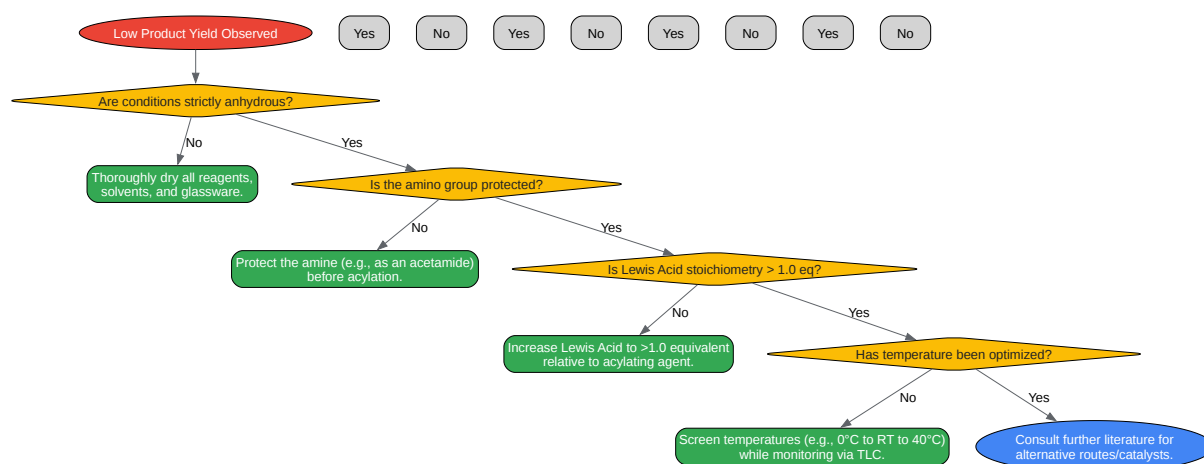 Low Product Yield Observed
Yes
No
Yes
No
Yes
No
Yes
No
Are conditions strictly anhydrous?
No
Yes
Thoroughly dry all reagents,
solvents, and glassware.
Is the amino group protected?
No
Yes
Protect the amine (e.g., as an acetamide)
before acylation.
Is Lewis Acid stoichiometry > 1.0 eq?
No
Yes
Increase Lewis Acid to >1.0 equivalent
relative to acylating agent.
Has temperature been optimized?
No
Yes
Screen temperatures (e.g., 0°C to RT to 40°C)
while monitoring via TLC.
Consult further literature for
alternative routes/catalysts.